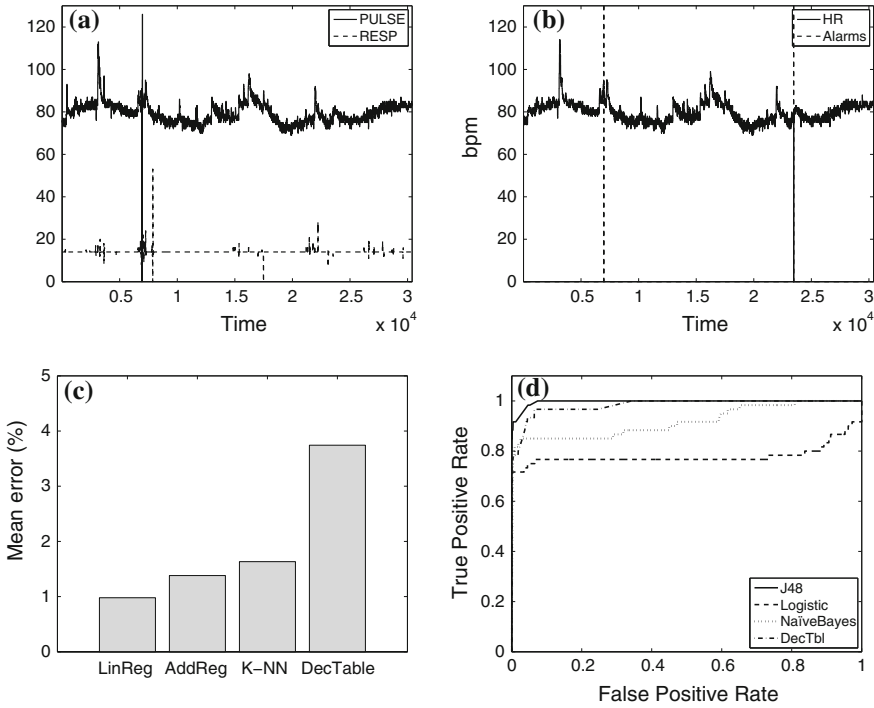 (a)
PULSE
RESP
120
100
80
60
40
20
0
0.5
1
1.5
2
2.5
3
x 10^4
Time
(b)
HR
Alarms
bpm
120
100
80
60
40
20
0
0.5
1
1.5
2
2.5
3
x 10^4
Time
(c)
Mean error (%)
5
4
3
2
1
0
LinReg
AddReg
K-NN
DecTable
(d)
True Positive Rate
1
0.8
0.6
0.4
0.2
0
0
0.2
0.4
0.6
0.8
1
J48
Logistic
NaïveBayes
DecTbl
False Positive Rate